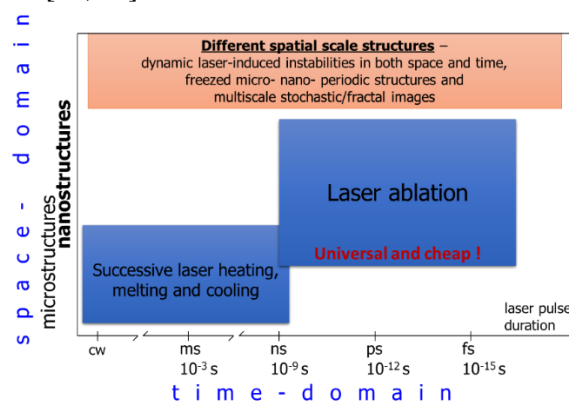 Different spatial scale structures –
dynamic laser-induced instabilities in both space and time,
freezed micro- nano- periodic structures and
multiscale stochastic/fractal images
space-domain
microstructures
nanostructures
Laser ablation
Universal and cheap !
Successive laser heating,
melting and cooling
laser pulse
duration
cw ms ns ps fs
10-3 s 10-9 s 10-12 s 10-15 s
time-domain